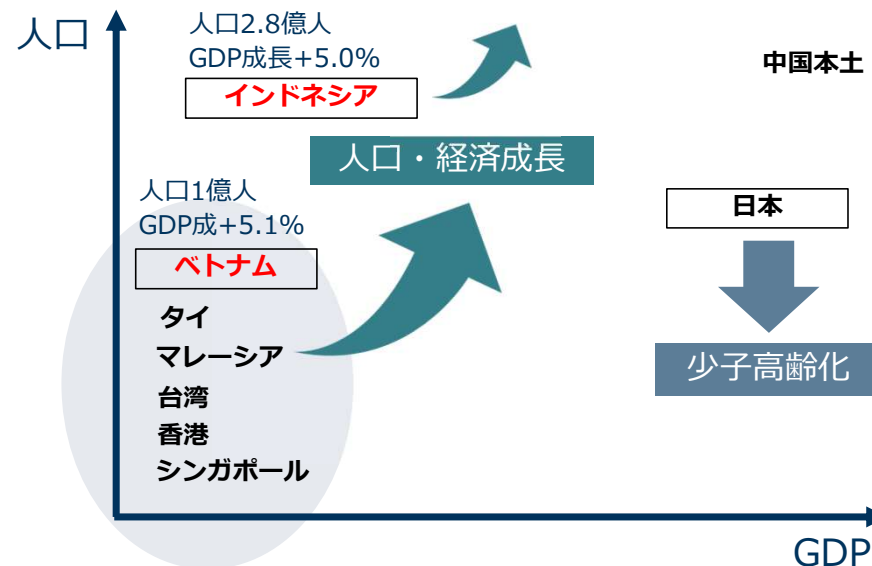 人口
人口2.8億人
GDP成長+5.0%
インドネシア
中国本土
人口・経済成長
人口1億人
GDP成+5.1%
ベトナム
日本
タイ
マレーシア
台湾
香港
シンガポール
少子高齢化
GDP